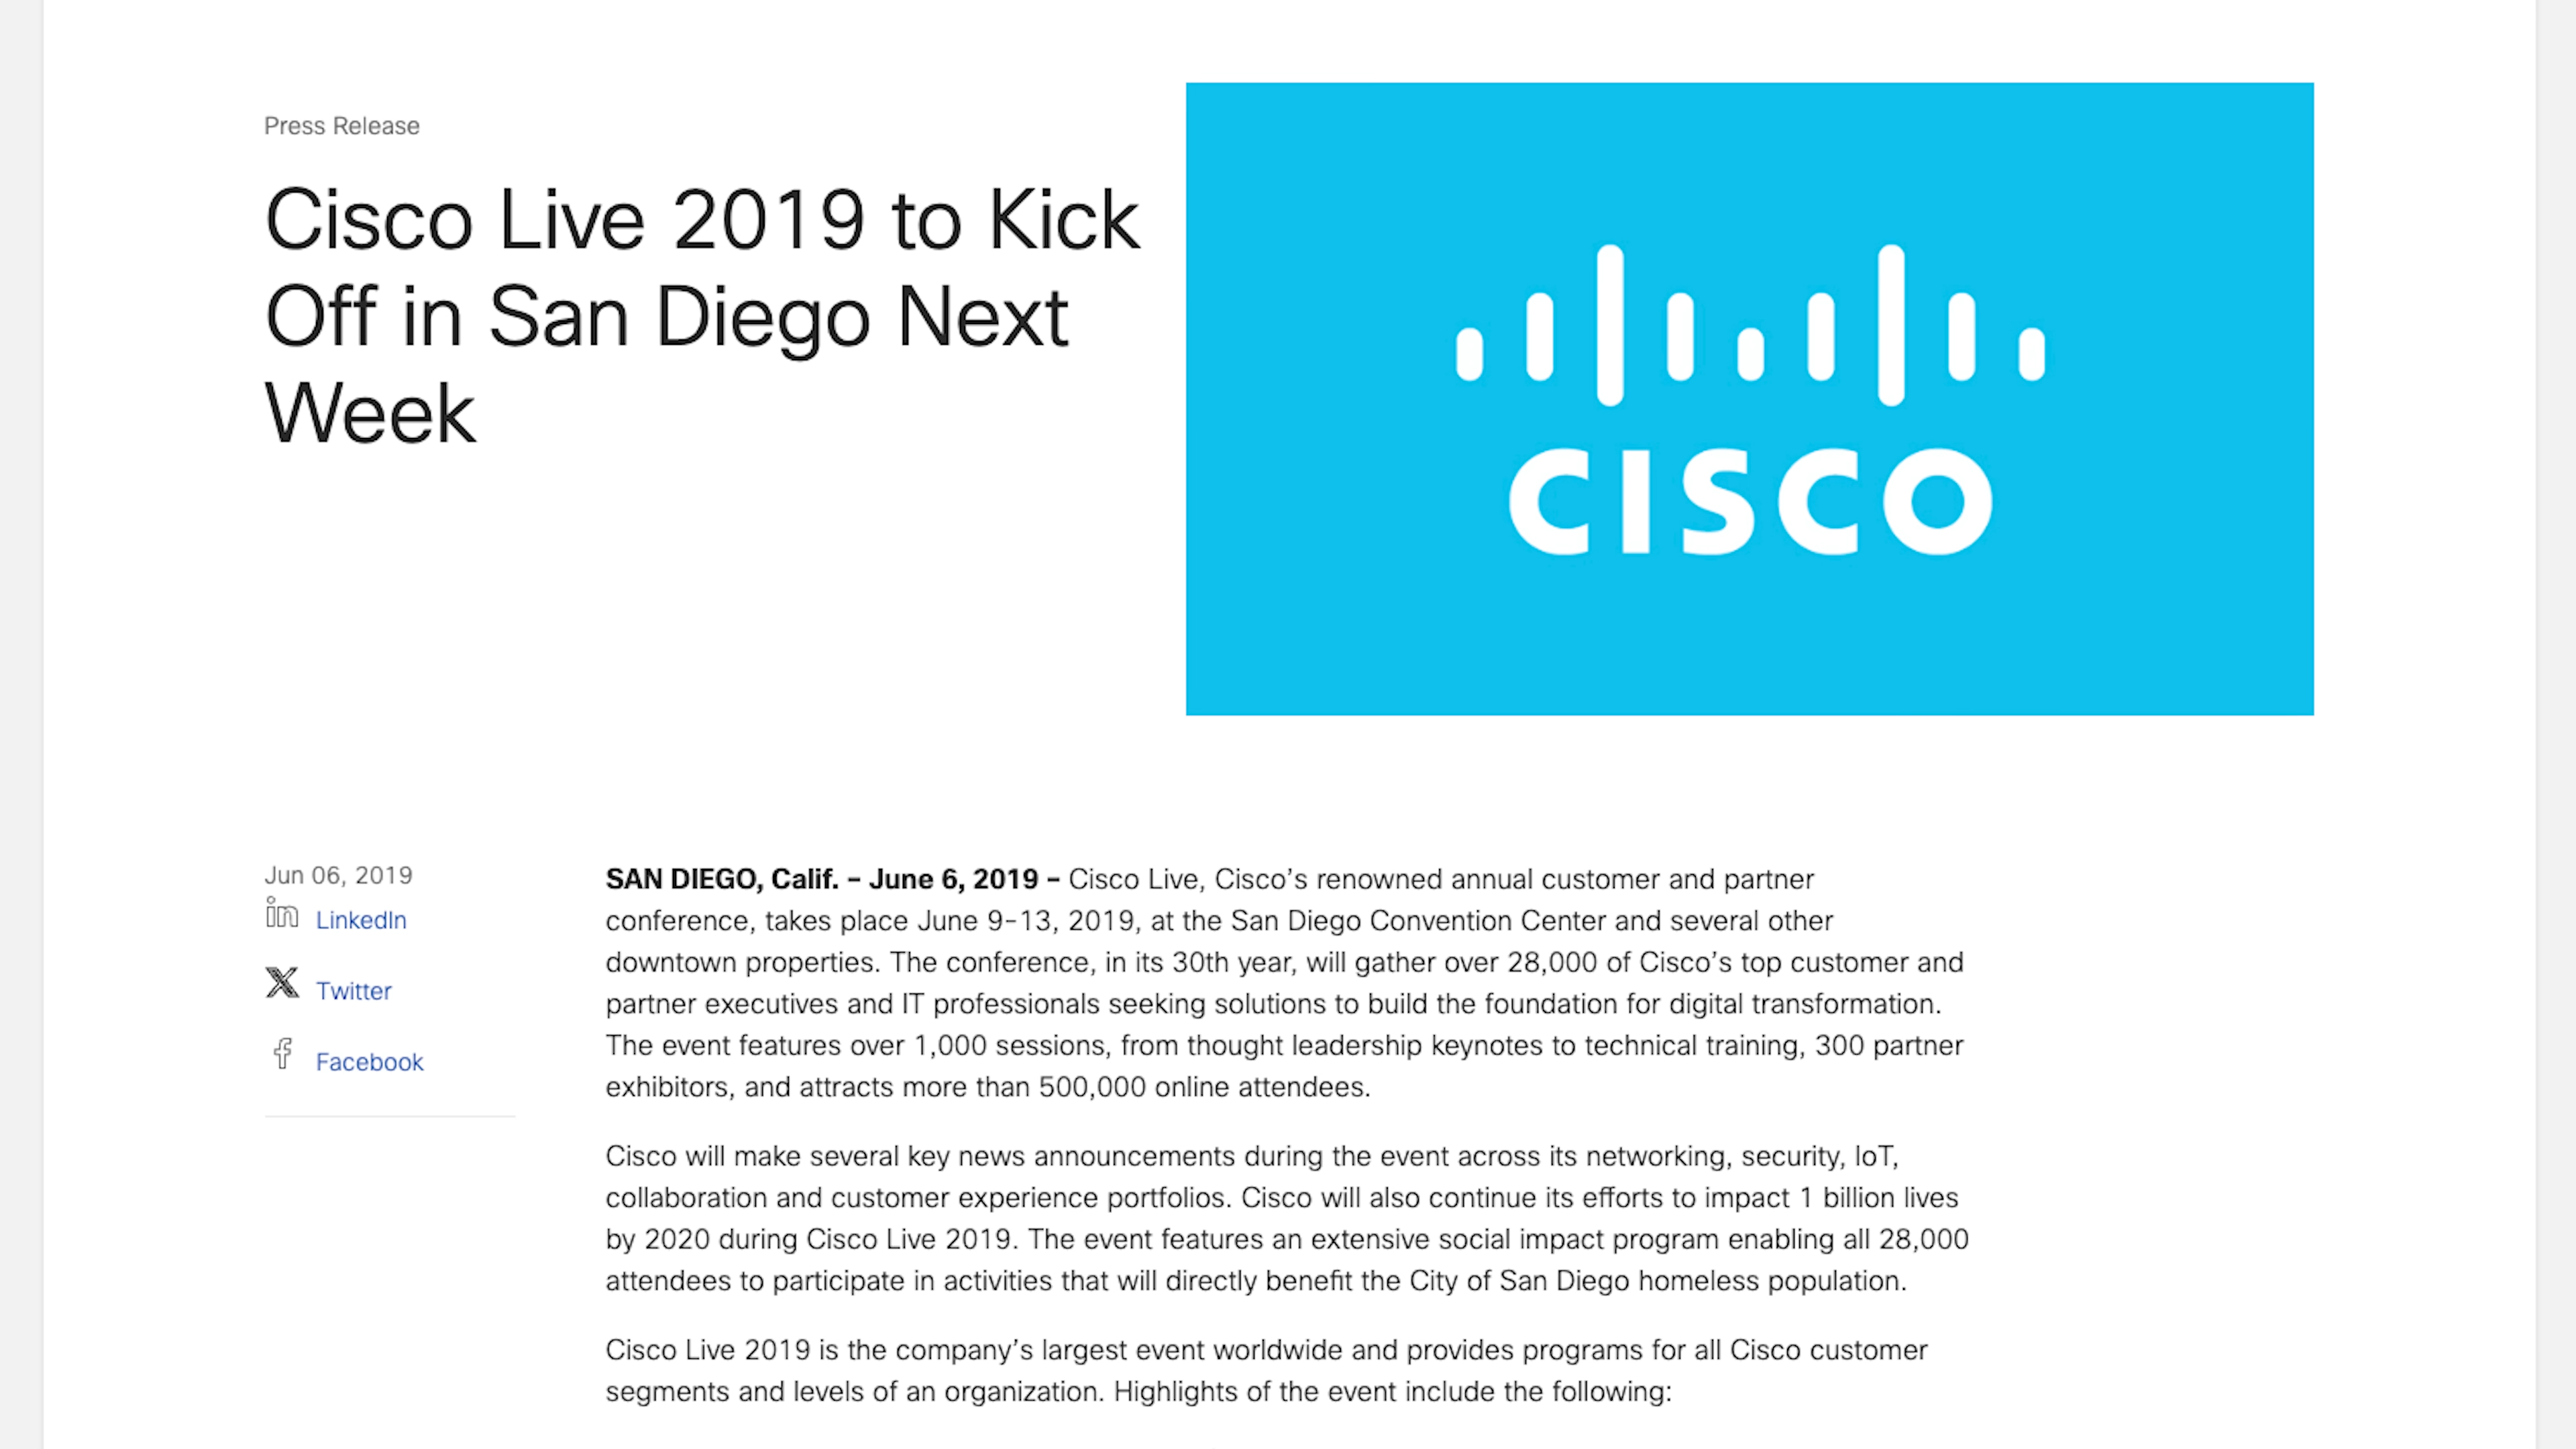 Press Release
Cisco Live 2019 to Kick
Off in San Diego Next
Week
CISCO
Jun 06, 2019
in LinkedIn
X Twitter
f Facebook
SAN DIEGO, Calif. – June 6, 2019 – Cisco Live, Cisco’s renowned annual customer and partner
conference, takes place June 9–13, 2019, at the San Diego Convention Center and several other
downtown properties. The conference, in its 30th year, will gather over 28,000 of Cisco’s top customer and
partner executives and IT professionals seeking solutions to build the foundation for digital transformation.
The event features over 1,000 sessions, from thought leadership keynotes to technical training, 300 partner
exhibitors, and attracts more than 500,000 online attendees.
Cisco will make several key news announcements during the event across its networking, security, IoT,
collaboration and customer experience portfolios. Cisco will also continue its efforts to impact 1 billion lives
by 2020 during Cisco Live 2019. The event features an extensive social impact program enabling all 28,000
attendees to participate in activities that will directly benefit the City of San Diego homeless population.
Cisco Live 2019 is the company’s largest event worldwide and provides programs for all Cisco customer
segments and levels of an organization. Highlights of the event include the following: